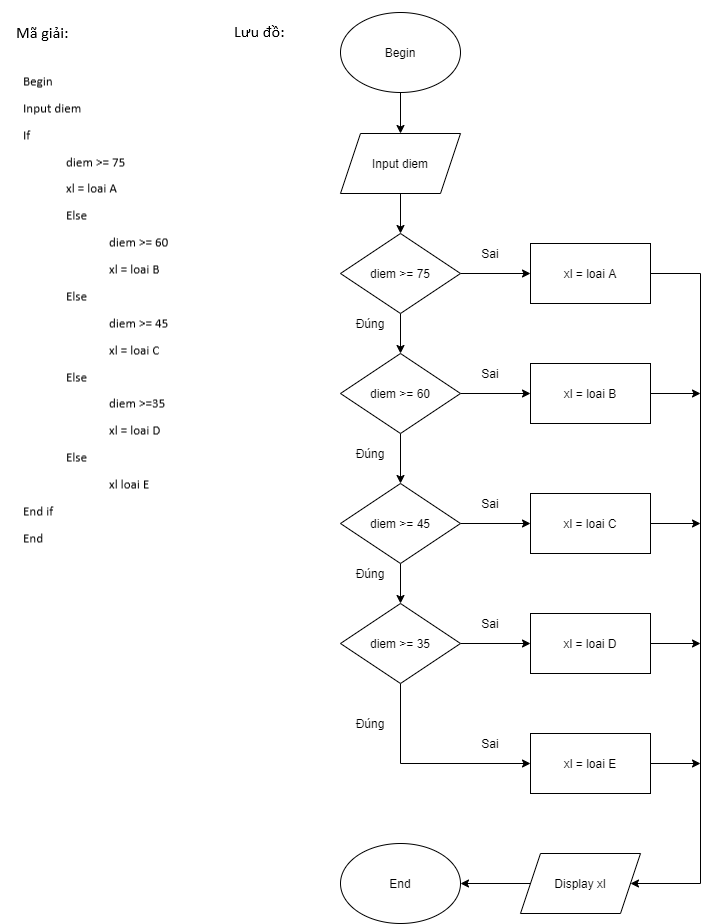 Mã giải:
Begin
Input diem
If
diem >= 75
xl = loai A
Else
diem >= 60
xl = loai B
Else
diem >= 45
xl = loai C
Else
diem >=35
xl = loai D
Else
xl loai E
End if
End
Lưu đồ:
Begin
Input diem
diem >= 75
Sai
xl = loai A
Đúng
diem >= 60
Sai
xl = loai B
Đúng
diem >= 45
Sai
xl = loai C
Đúng
diem >= 35
Sai
xl = loai D
Đúng
Sai
xl = loai E
End
Display xl